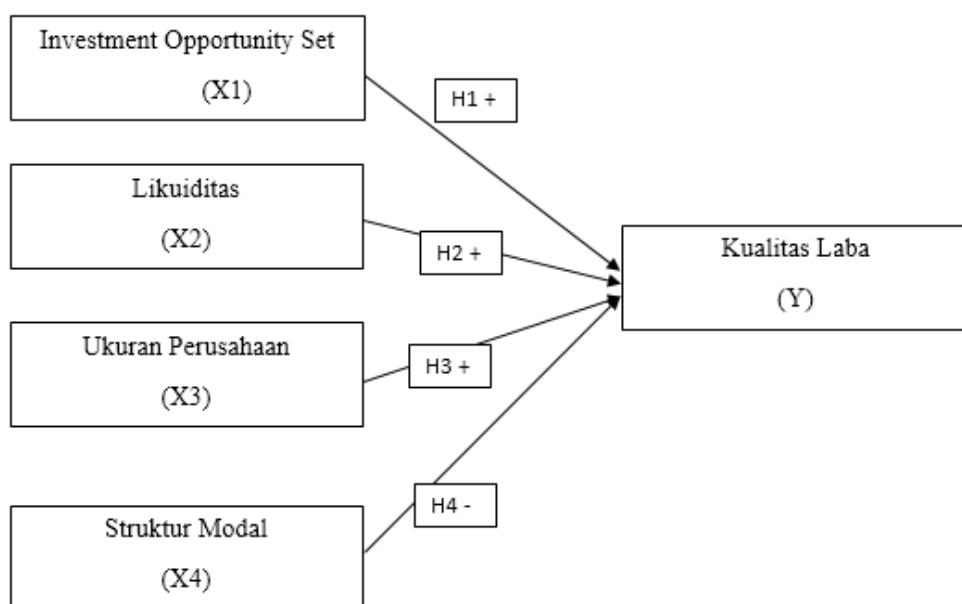 Investment Opportunity Set
(X1)
H1 +
Likuiditas
(X2)
H2 +
Kualitas Laba
(Y)
Ukuran Perusahaan
(X3)
H3 +
H4 -
Struktur Modal
(X4)